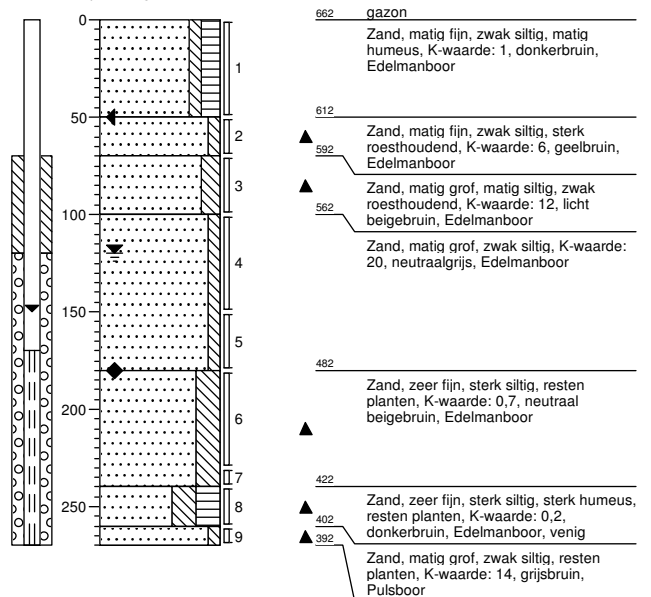 0
50
100
150
200
250
1
2
3
4
5
6
7
8
9
662 gazon
Zand, matig fijn, zwak siltig, matig
humeus, K-waarde: 1, donkerbruin,
Edelmanboor
612
Zand, matig fijn, zwak siltig, sterk
roesthoudend, K-waarde: 6, geelbruin,
Edelmanboor
592
Zand, matig grof, matig siltig, zwak
roesthoudend, K-waarde: 12, licht
beigebruin, Edelmanboor
562
Zand, matig grof, zwak siltig, K-waarde:
20, neutraalgrijs, Edelmanboor
482
Zand, zeer fijn, sterk siltig, resten
planten, K-waarde: 0,7, neutraal
beigebruin, Edelmanboor
422
Zand, zeer fijn, sterk siltig, sterk humeus,
resten planten, K-waarde: 0,2,
donkerbruin, Edelmanboor, venig
402
392
Zand, matig grof, zwak siltig, resten
planten, K-waarde: 14, grijsbruin,
Pulsboor